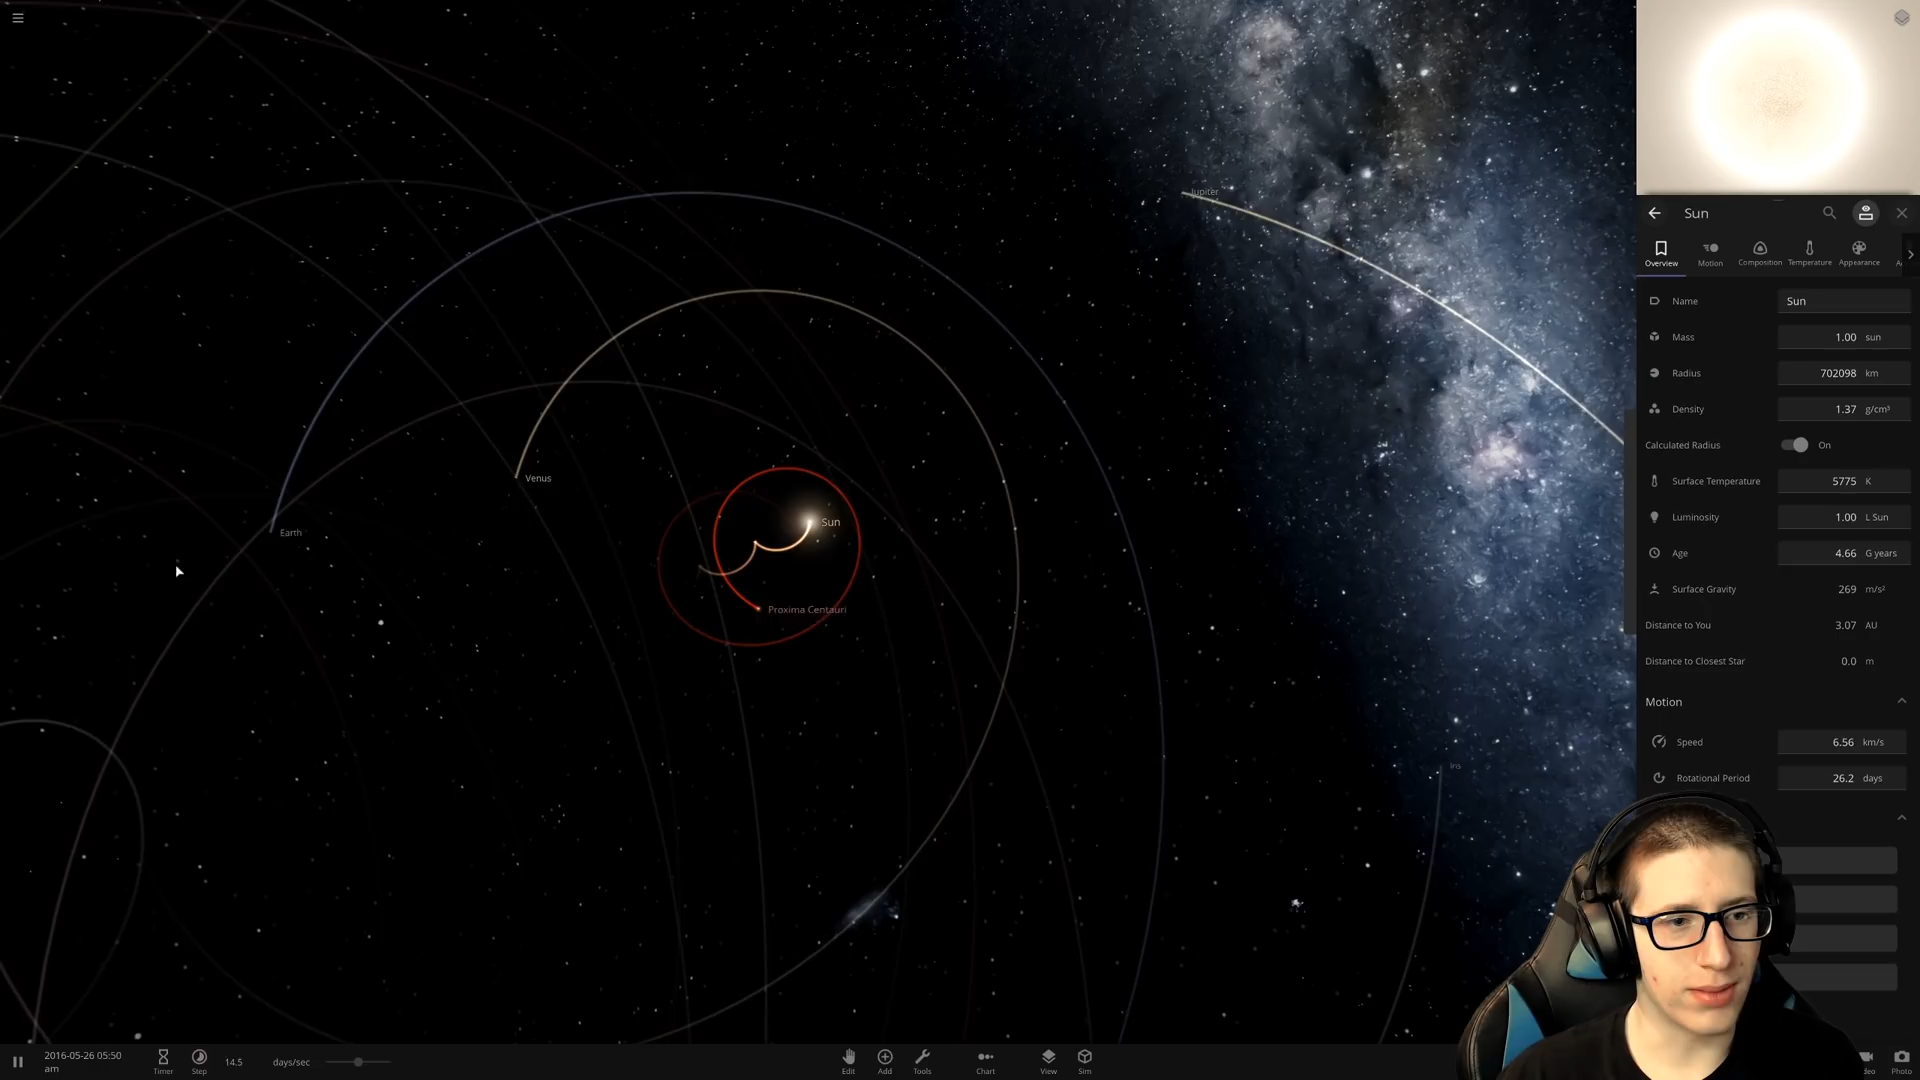 Jupiter
Venus
Sun
Earth
Proxima Centauri
Iris
Sun
Overview
Motion
Composition
Temperature
Appearance
Name Sun
Mass 1.00 sun
Radius 702098 km
Density 1.37 g/cm³
Calculated Radius On
Surface Temperature 5775 K
Luminosity 1.00 L Sun
Age 4.66 G years
Surface Gravity 269 m/s²
Distance to You 3.07 AU
Distance to Closest Star 0.0 m
Motion
Speed 6.56 km/s
Rotational Period 26.2 days
2016-05-26 05:50
am
Timer
Step
14.5 days/sec
Edit
Add
Tools
Chart
View
Sim
Photo